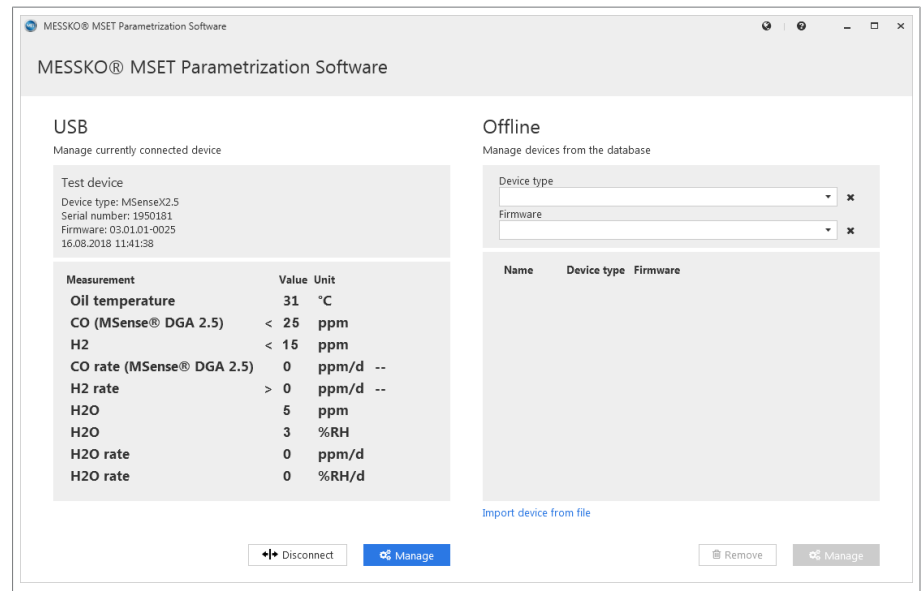 MESSKO® MSET Parametrization Software
MESSKO® MSET Parametrization Software
USB
Manage currently connected device
Test device
Device type: MSenseX2.5
Serial number: 1950181
Firmware: 03.01.01-0025
16.08.2018 11:41:38
Measurement Value Unit
Oil temperature 31 °C
CO (MSense® DGA 2.5) < 25 ppm
H2 < 15 ppm
CO rate (MSense® DGA 2.5) 0 ppm/d --
H2 rate > 0 ppm/d --
H2O 5 ppm
H2O 3 %RH
H2O rate 0 ppm/d
H2O rate 0 %RH/d
Disconnect Manage
Offline
Manage devices from the database
Device type
Firmware
Name Device type Firmware
Import device from file
Remove Manage